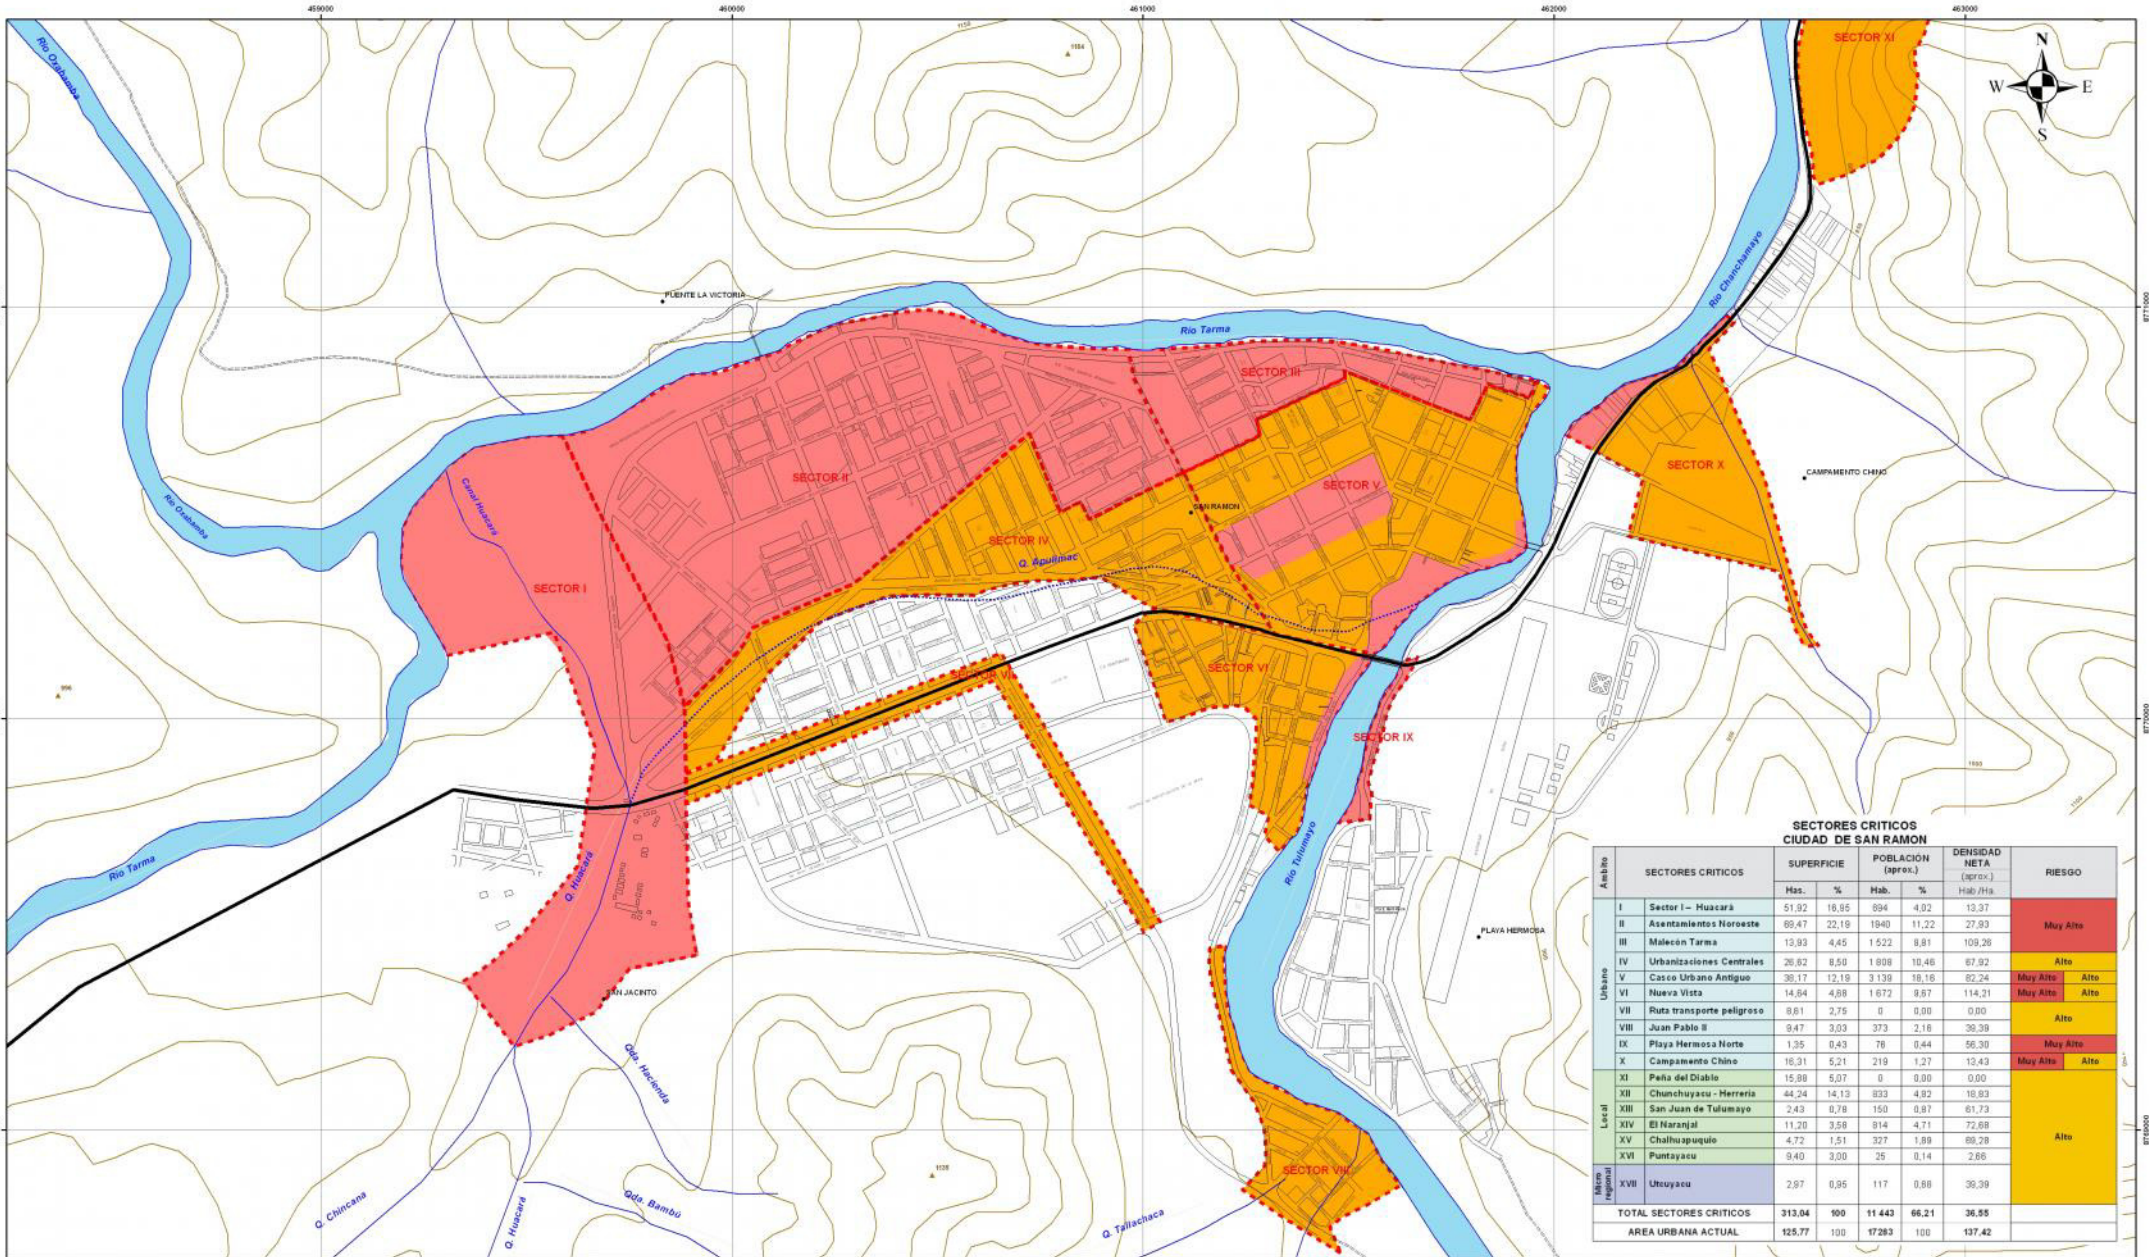 459000 460000 461000 462000 463000
Rio Oxabamba
1150
1184
SECTOR XI
N
W E
S
PUENTE LA VICTORIA
Rio Chanchamayo
8771000
Rio Tarma
SECTOR III
Canal Huacará
SECTOR II
SECTOR V
SECTOR X
CAMPAMENTO CHINO
Rio Oxabamba
SAN RAMON
SECTOR IV
Q. Apulimac
SECTOR I
SECTOR VI
SECTOR VII
996
8770000
SECTOR IX
Rio Tulumayo
Rio Tarma
Q. Huacará
PLAYA HERMOSA
SAN JACINTO
Qda. Hacienda
1135
8769000
SECTOR VIII
Q. Chincana
Q. Huacará
Qda. Bambú
Q. Tallachaca
SECTORES CRITICOS
CIUDAD DE SAN RAMON
Ambito SECTORES CRITICOS SUPERFICIE POBLACIÓN (aprox.) DENSIDAD NETA (aprox.) RIESGO
Has. % Hab. % Hab /Ha.
Urbano
I Sector I – Huacará 51,92 16,95 694 4,02 13,37 Muy Alto
II Asentamientos Noroeste 69,47 22,19 1940 11,22 27,93
III Malecón Tarma 13,93 4,45 1 522 8,81 109,26
IV Urbanizaciones Centrales 26,62 8,50 1 808 10,46 67,92 Alto
V Casco Urbano Antiguo 38,17 12,19 3 139 18,16 82,24 Muy Alto Alto
VI Nueva Vista 14,64 4,68 1 672 9,67 114,21 Muy Alto Alto
VII Ruta transporte peligroso 8,61 2,75 0 0,00 0,00 Alto
VIII Juan Pablo II 9,47 3,03 373 2,16 39,39
IX Playa Hermosa Norte 1,35 0,43 76 0,44 56,30 Muy Alto
X Campamento Chino 16,31 5,21 219 1,27 13,43 Muy Alto Alto
Local
XI Peña del Diablo 15,88 5,07 0 0,00 0,00 Alto
XII Chunchuyacu - Herreria 44,24 14,13 833 4,82 18,83
XIII San Juan de Tulumayo 2,43 0,78 150 0,87 61,73
XIV El Naranjal 11,20 3,58 814 4,71 72,68
XV Chalhuapuquio 4,72 1,51 327 1,89 69,28
XVI Puntayacu 9,40 3,00 25 0,14 2,66
Micro regional
XVII Utcuyacu 2,97 0,95 117 0,68 39,39
TOTAL SECTORES CRITICOS 313,04 100 11 443 66,21 36,55
AREA URBANA ACTUAL 125,77 100 17283 100 137,42